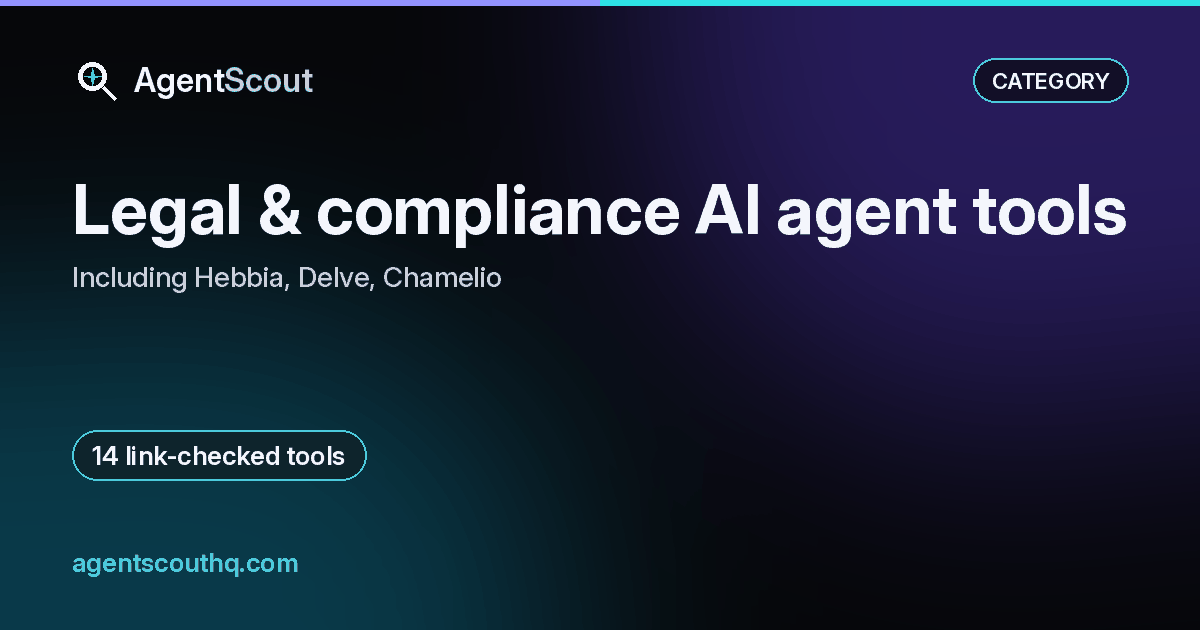 AgentScout
CATEGORY
Legal & compliance AI agent tools
Including Hebbia, Delve, Chamelio
14 link-checked tools
agentscouthq.com